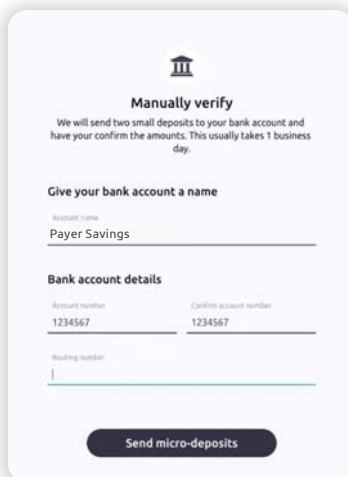 Manually verify
We will send two small deposits to your bank account and
have your confirm the amounts. This usually takes 1 business
day.
Give your bank account a name
Account name
Payer Savings
Bank account details
Account number Confirm account number
1234567 1234567
Routing number
Send micro-deposits